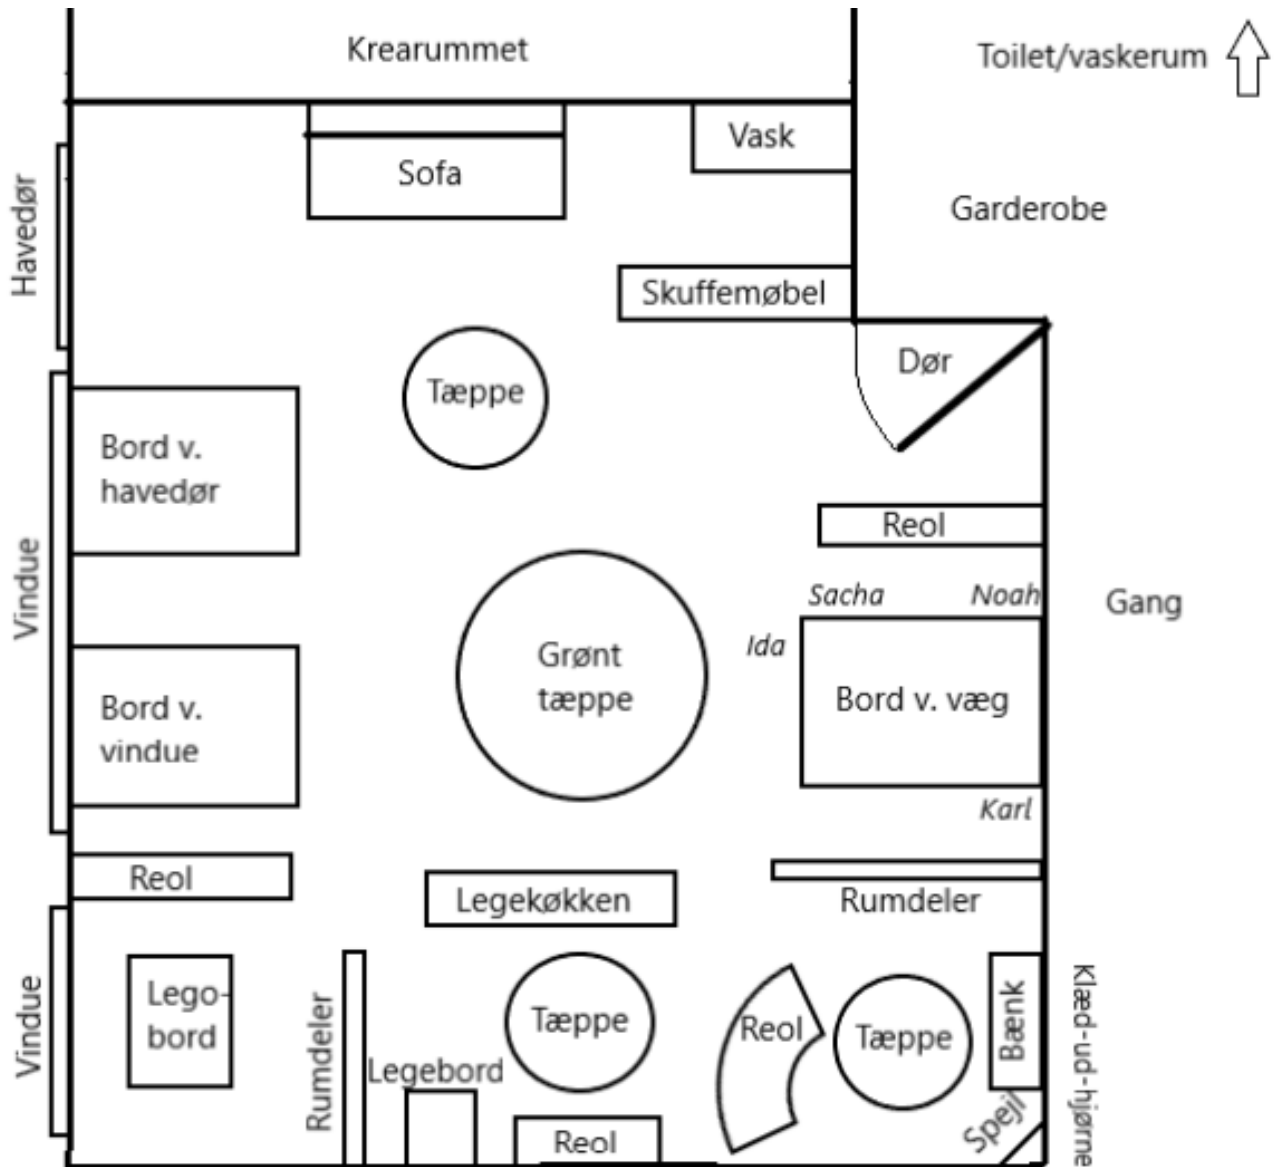 Krearummet
Toilet/vaskerum
Vask
Sofa
Garderobe
Havedør
Skuffemøbel
Dør
Tæppe
Bord v.
havedør
Reol
Vindue
Sacha
Noah
Gang
Ida
Grønt
tæppe
Bord v. væg
Bord v.
vindue
Karl
Reol
Legekøkken
Rumdeler
Vindue
Lego-
bord
Rumdeler
Legebord
Tæppe
Reol
Reol
Tæppe
Bænk
Spejl
Klæd-ud-hjørne